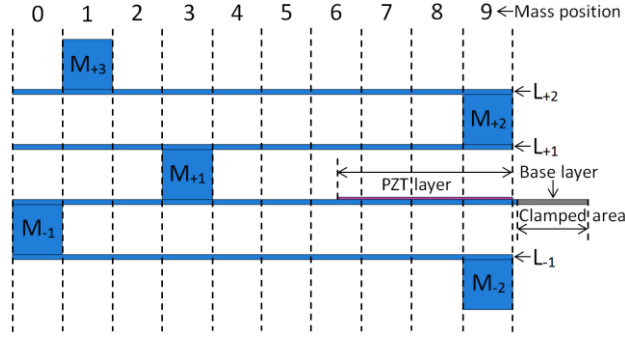 0 1 2 3 4 5 6 7 8 9 Mass position
M+3
L+2
M+2
L+1
M+1
Base layer
PZT layer
M-1
Clamped area
L-1
M-2